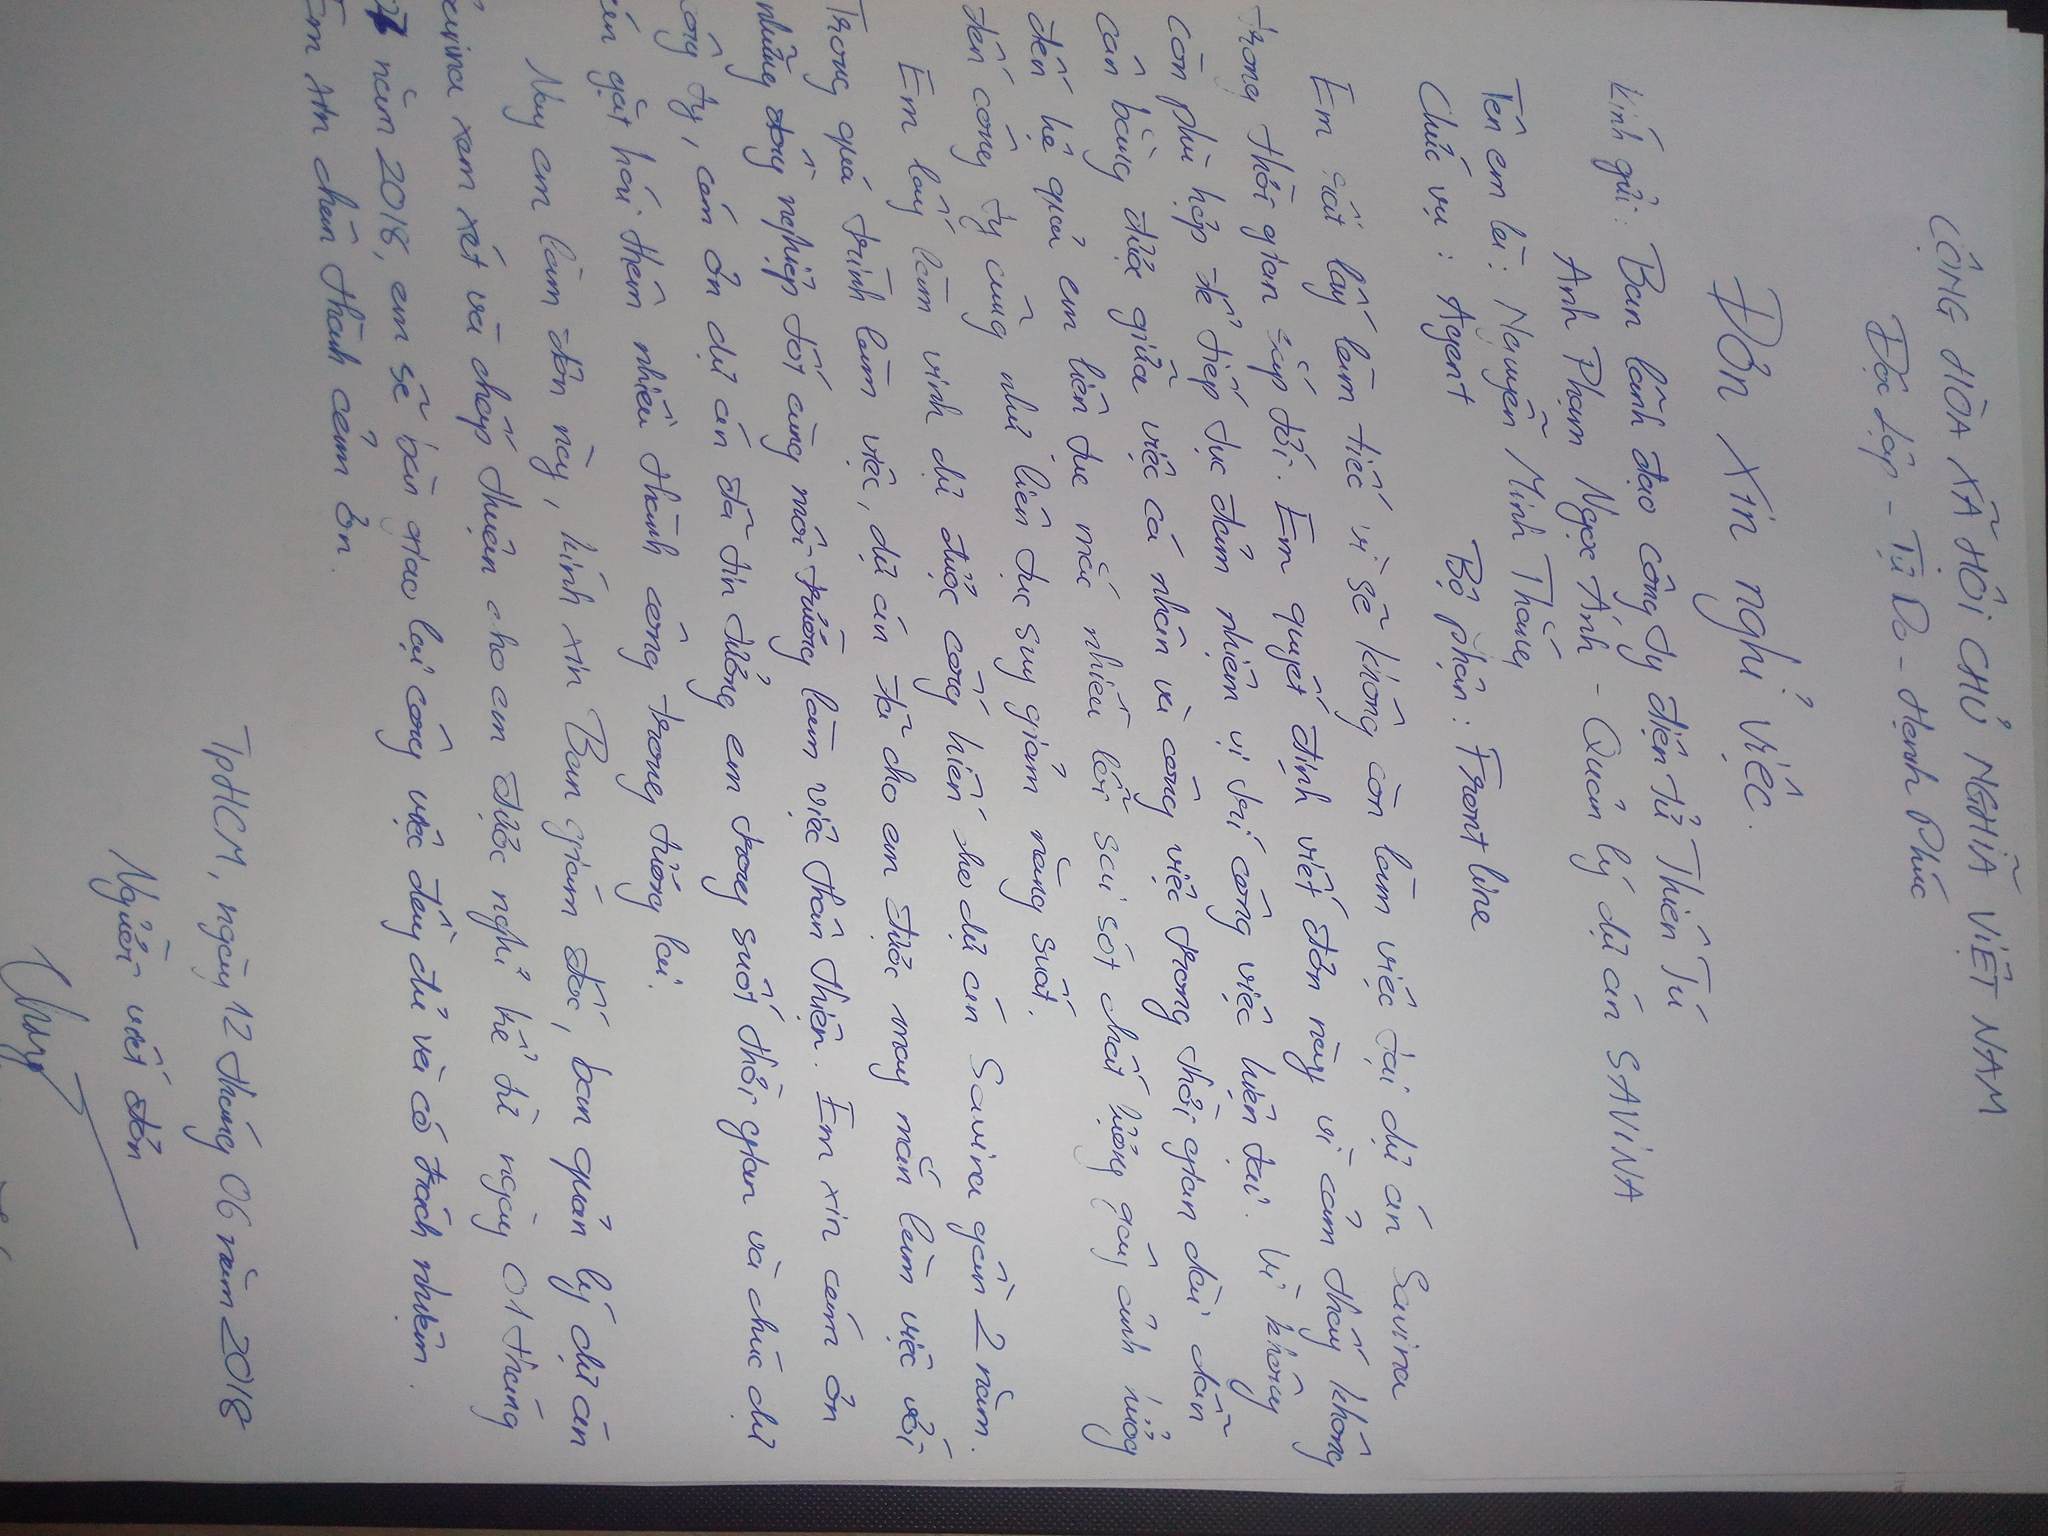 CỘNG HÒA XÃ HỘI CHỦ NGHĨA VIỆT NAM
Độc Lập - Tự Do - Hạnh Phúc
Đơn xin nghỉ việc.
Kính gửi: Ban lãnh đạo công ty điện tử Thiên Tú
Anh Phạm Ngọc Ánh - Quản lý dự án SAVINA
Tên em là: Nguyễn Minh Thắng
Chức vụ: Agent Bộ phận: Front line
Em rất lấy làm tiếc vì sẽ không còn làm việc tại dự án Savina
trong thời gian sắp tới. Em quyết định viết đơn này vì cảm thấy không
còn phù hợp để tiếp tục đảm nhiệm vị trí công việc hiện tại. Vì không
cân bằng được giữa việc cá nhân và công việc trong thời gian dài dẫn
đến hệ quả em liên tục mắc nhiều lỗi sai sót chất lượng gây ảnh hưởng
đến công ty cũng như liên tục suy giảm năng suất.
Em lấy làm vinh dự được cống hiến cho dự án Savina gần 2 năm.
Trong quá trình làm việc, dự án đã cho em được may mắn làm việc với
những đồng nghiệp tốt cùng môi trường làm việc thân thiện. Em xin cám ơn
công ty, cám ơn dự án đã tin tưởng em trong suốt thời gian và chúc dự
án gặt hái thêm nhiều thành công trong tương lai.
Nay em làm đơn này, kính xin Ban giám đốc, ban quản lý dự án
Savina xem xét và chấp thuận cho em được nghỉ kể từ ngày 01 tháng
năm 2018, em sẽ bàn giao lại công việc đầy đủ và có trách nhiệm.
Em xin chân thành cảm ơn.
TpHCM, ngày 12 tháng 06 năm 2018
Người viết đơn